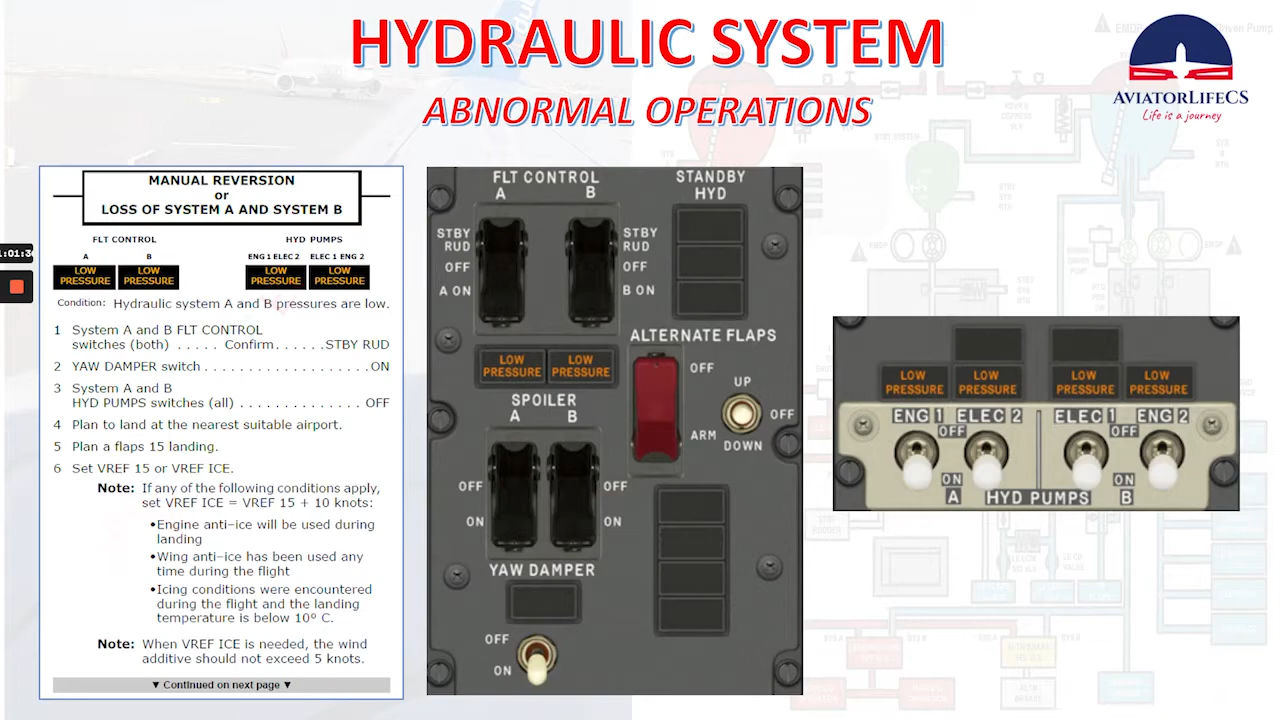 HYDRAULIC SYSTEM
ABNORMAL OPERATIONS
AVIATORLIFECS
Life is a journey
MANUAL REVERSION
or
LOSS OF SYSTEM A AND SYSTEM B
FLT CONTROL
HYD PUMPS
A
B
ENG 1 ELEC 2
ELEC 1 ENG 2
LOW PRESSURE
LOW PRESSURE
LOW PRESSURE
LOW PRESSURE
Condition: Hydraulic system A and B pressures are low.
1 System A and B FLT CONTROL
switches (both) . . . . . Confirm . . . . . . STBY RUD
2 YAW DAMPER switch . . . . . . . . . . . . . . . . . . . ON
3 System A and B
HYD PUMPS switches (all) . . . . . . . . . . . . . . OFF
4 Plan to land at the nearest suitable airport.
5 Plan a flaps 15 landing.
6 Set VREF 15 or VREF ICE.
Note: If any of the following conditions apply,
set VREF ICE = VREF 15 + 10 knots:
•Engine anti-ice will be used during
landing
•Wing anti-ice has been used any
time during the flight
•Icing conditions were encountered
during the flight and the landing
temperature is below 10º C.
Note: When VREF ICE is needed, the wind
additive should not exceed 5 knots.
▼ Continued on next page ▼
FLT CONTROL
A
B
STANDBY
HYD
STBY
RUD
OFF
A ON
STBY
RUD
OFF
B ON
LOW
PRESSURE
LOW
PRESSURE
ALTERNATE FLAPS
OFF
ARM
UP
OFF
DOWN
SPOILER
A
B
OFF
ON
OFF
ON
YAW DAMPER
OFF
ON
LOW
PRESSURE
LOW
PRESSURE
LOW
PRESSURE
LOW
PRESSURE
ENG 1 ELEC 2
ELEC 1 ENG 2
OFF
OFF
ON
ON
A HYD PUMPS B